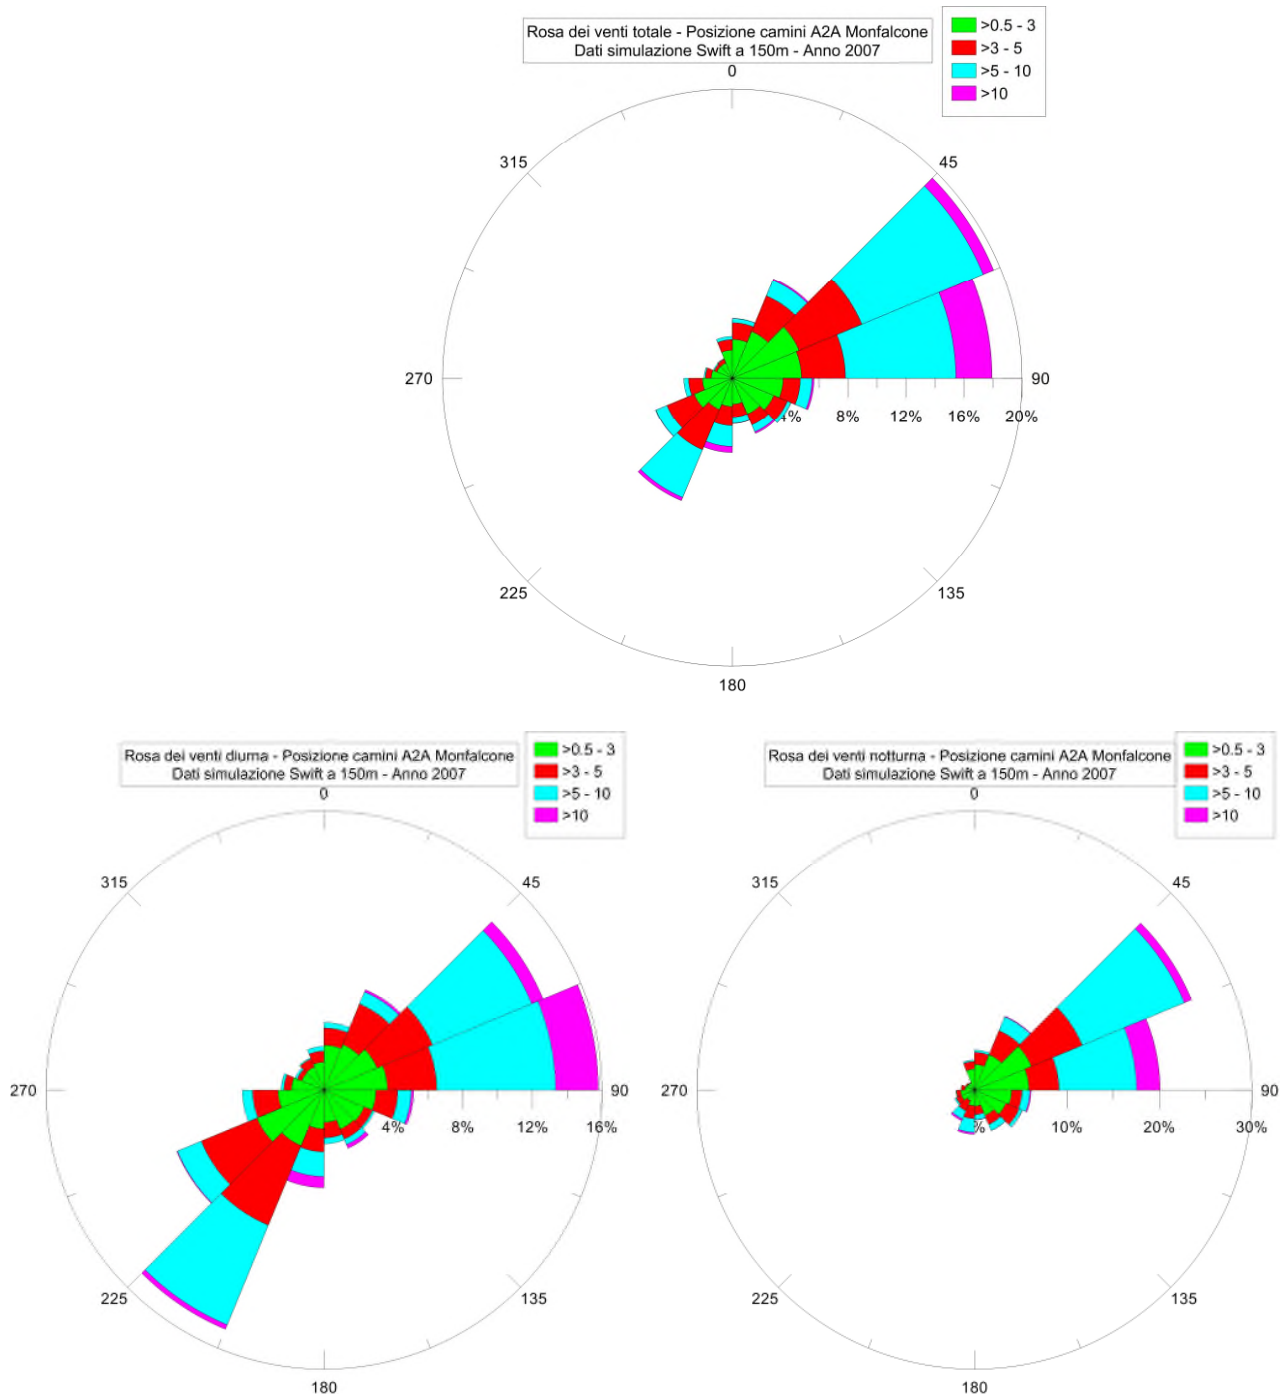 Rosa dei venti totale - Posizione camini A2A Monfalcone
Dati simulazione Swift a 150m - Anno 2007
>0.5 - 3
>3 - 5
>5 - 10
>10
0
45
90
135
180
225
270
315
4%
8%
12%
16%
20%
Rosa dei venti diurna - Posizione camini A2A Monfalcone
Dati simulazione Swift a 150m - Anno 2007
>0.5 - 3
>3 - 5
>5 - 10
>10
0
45
90
135
180
225
270
315
4%
8%
12%
16%
Rosa dei venti notturna - Posizione camini A2A Monfalcone
Dati simulazione Swift a 150m - Anno 2007
>0.5 - 3
>3 - 5
>5 - 10
>10
0
45
90
135
180
225
270
315
%
10%
20%
30%